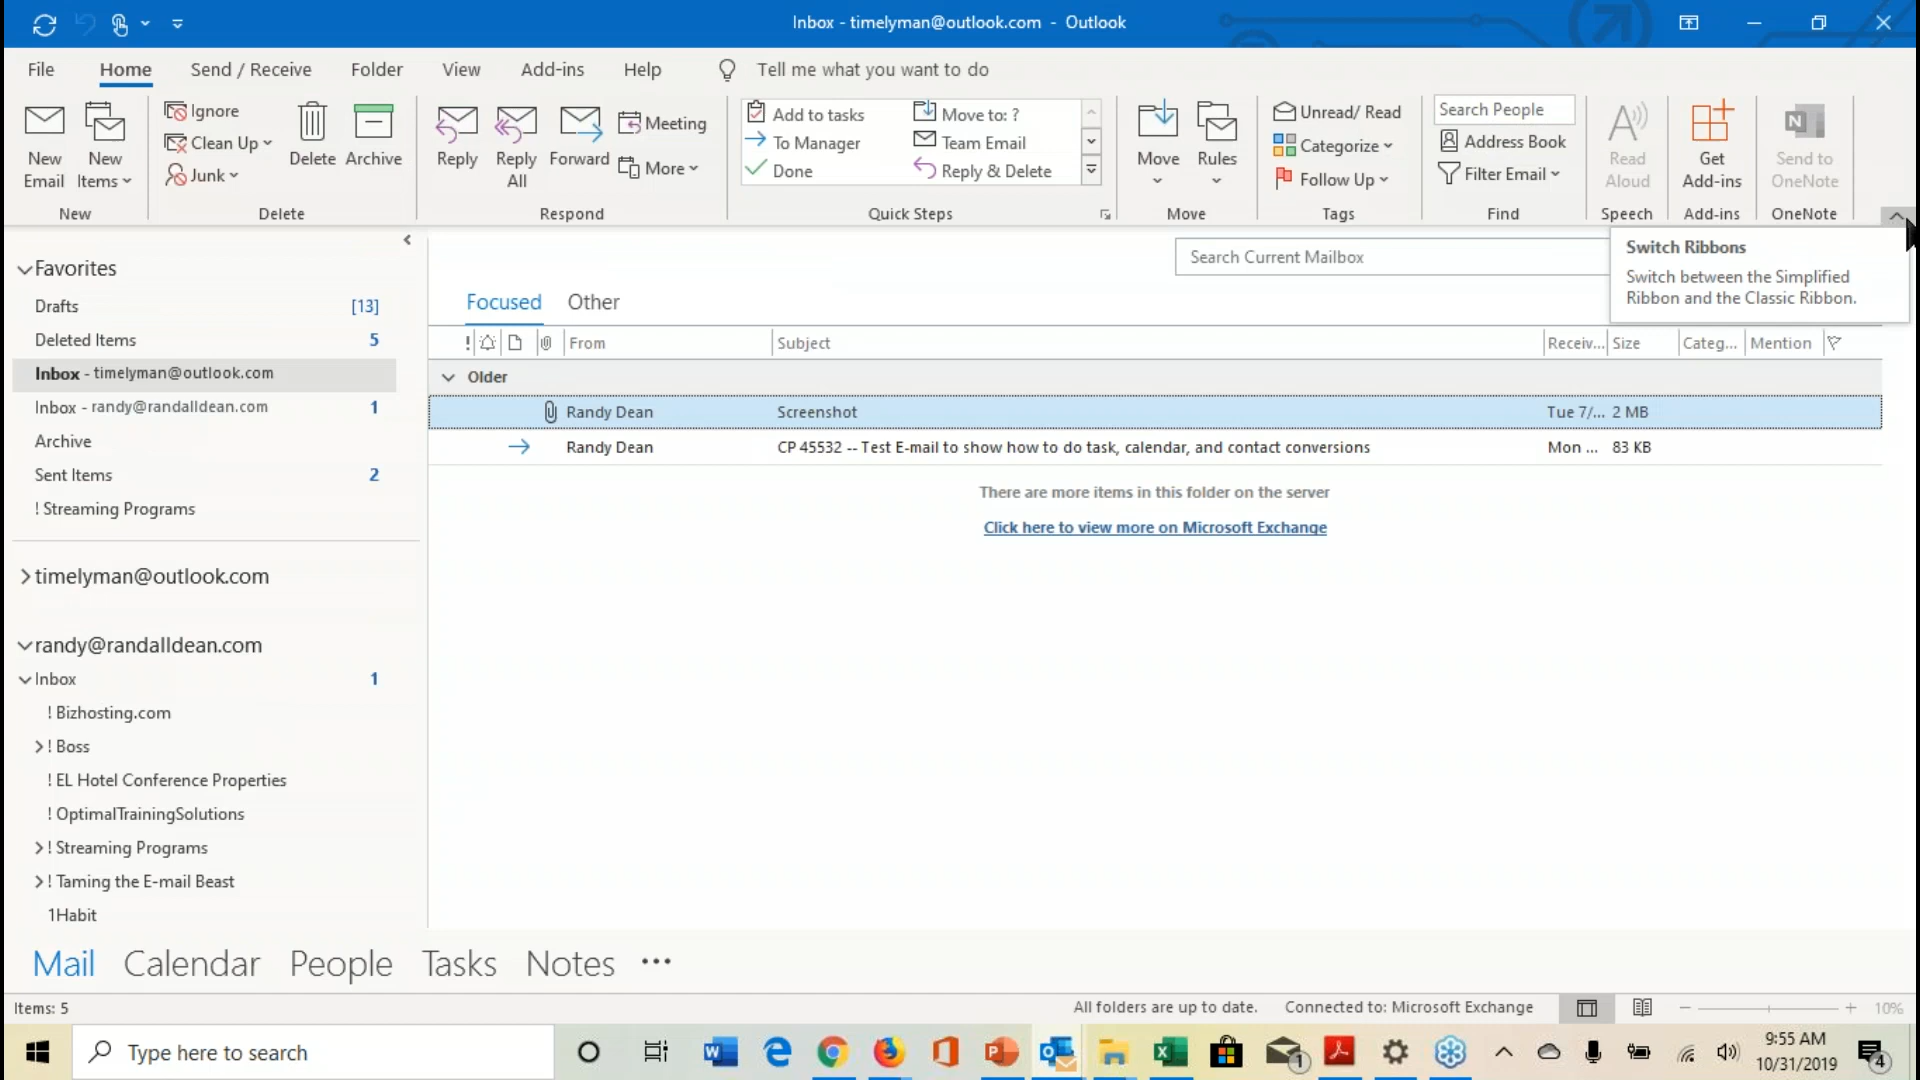 Inbox - timelyman@outlook.com - Outlook
File Home Send / Receive Folder View Add-ins Help Tell me what you want to do
New Email
New Items
Ignore
Clean Up
Junk
Delete
Archive
Reply
Reply All
Forward
Meeting
More
Add to tasks
To Manager
Done
Move to: ?
Team Email
Reply & Delete
Move
Rules
Unread/ Read
Categorize
Follow Up
Search People
Address Book
Filter Email
Read Aloud
Get Add-ins
Send to OneNote
New Delete Respond Quick Steps Move Tags Find Speech Add-ins OneNote
Switch Ribbons
Switch between the Simplified
Ribbon and the Classic Ribbon.
Favorites
Drafts [13]
Deleted Items 5
Inbox - timelyman@outlook.com
Inbox - randy@randalldean.com 1
Archive
Sent Items 2
! Streaming Programs
timelyman@outlook.com
randy@randalldean.com
Inbox 1
! Bizhosting.com
! Boss
! EL Hotel Conference Properties
! OptimalTrainingSolutions
! Streaming Programs
! Taming the E-mail Beast
1Habit
Search Current Mailbox
Focused Other
! From Subject Receiv... Size Categ... Mention
Older
Randy Dean Screenshot Tue 7/... 2 MB
Randy Dean CP 45532 -- Test E-mail to show how to do task, calendar, and contact conversions Mon ... 83 KB
There are more items in this folder on the server
Click here to view more on Microsoft Exchange
Mail Calendar People Tasks Notes ...
Items: 5 All folders are up to date. Connected to: Microsoft Exchange 10%
Type here to search
9:55 AM
10/31/2019
1
4